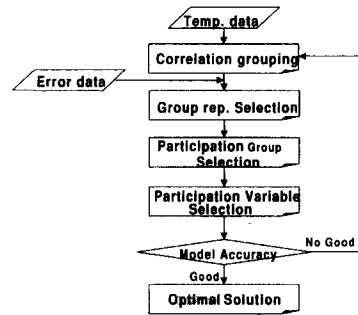 Temp. data
Correlation grouping
Error data
Group rep. Selection
Participation Group
Selection
Participation Variable
Selection
Model Accuracy
No Good
Good
Optimal Solution